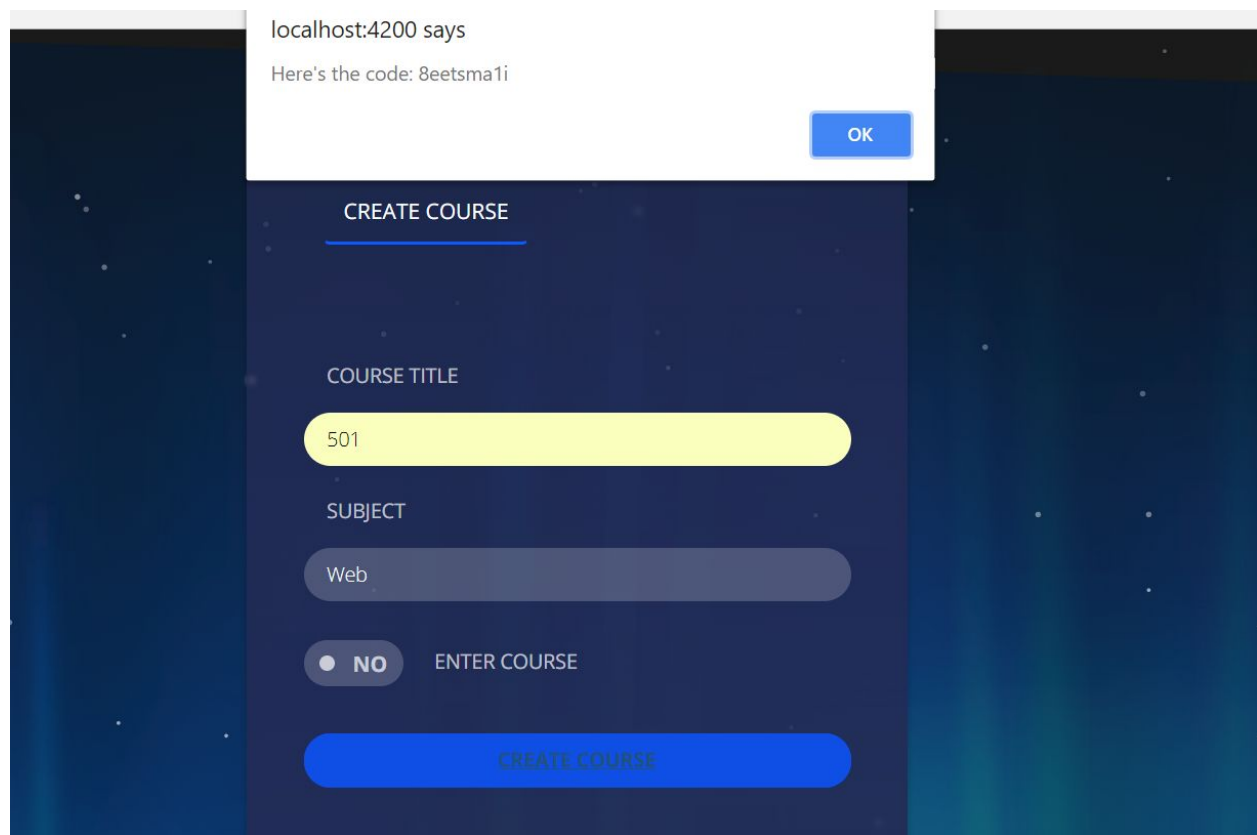 localhost:4200 says
Here's the code: 8eetsma1i
OK
CREATE COURSE
COURSE TITLE
501
SUBJECT
Web
NO ENTER COURSE
CREATE COURSE